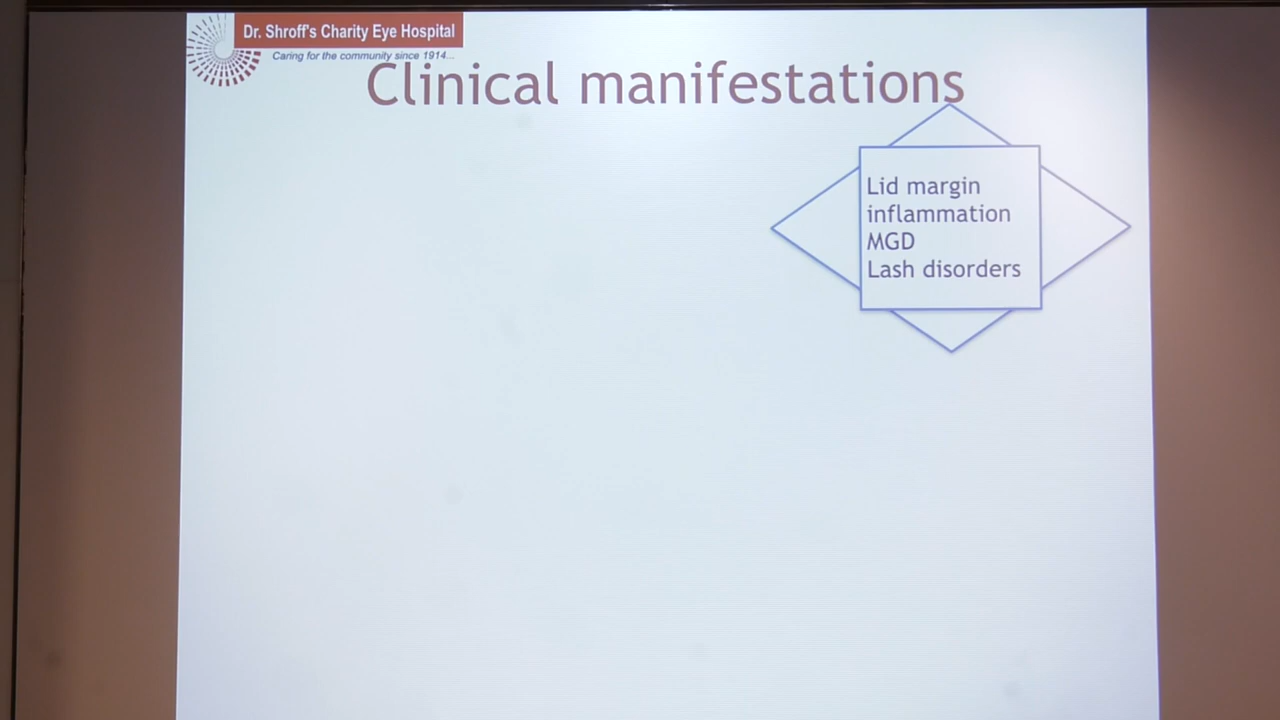 Dr. Shroff's Charity Eye Hospital
Caring for the community since 1914...
Clinical manifestations
Lid margin
inflammation
MGD
Lash disorders